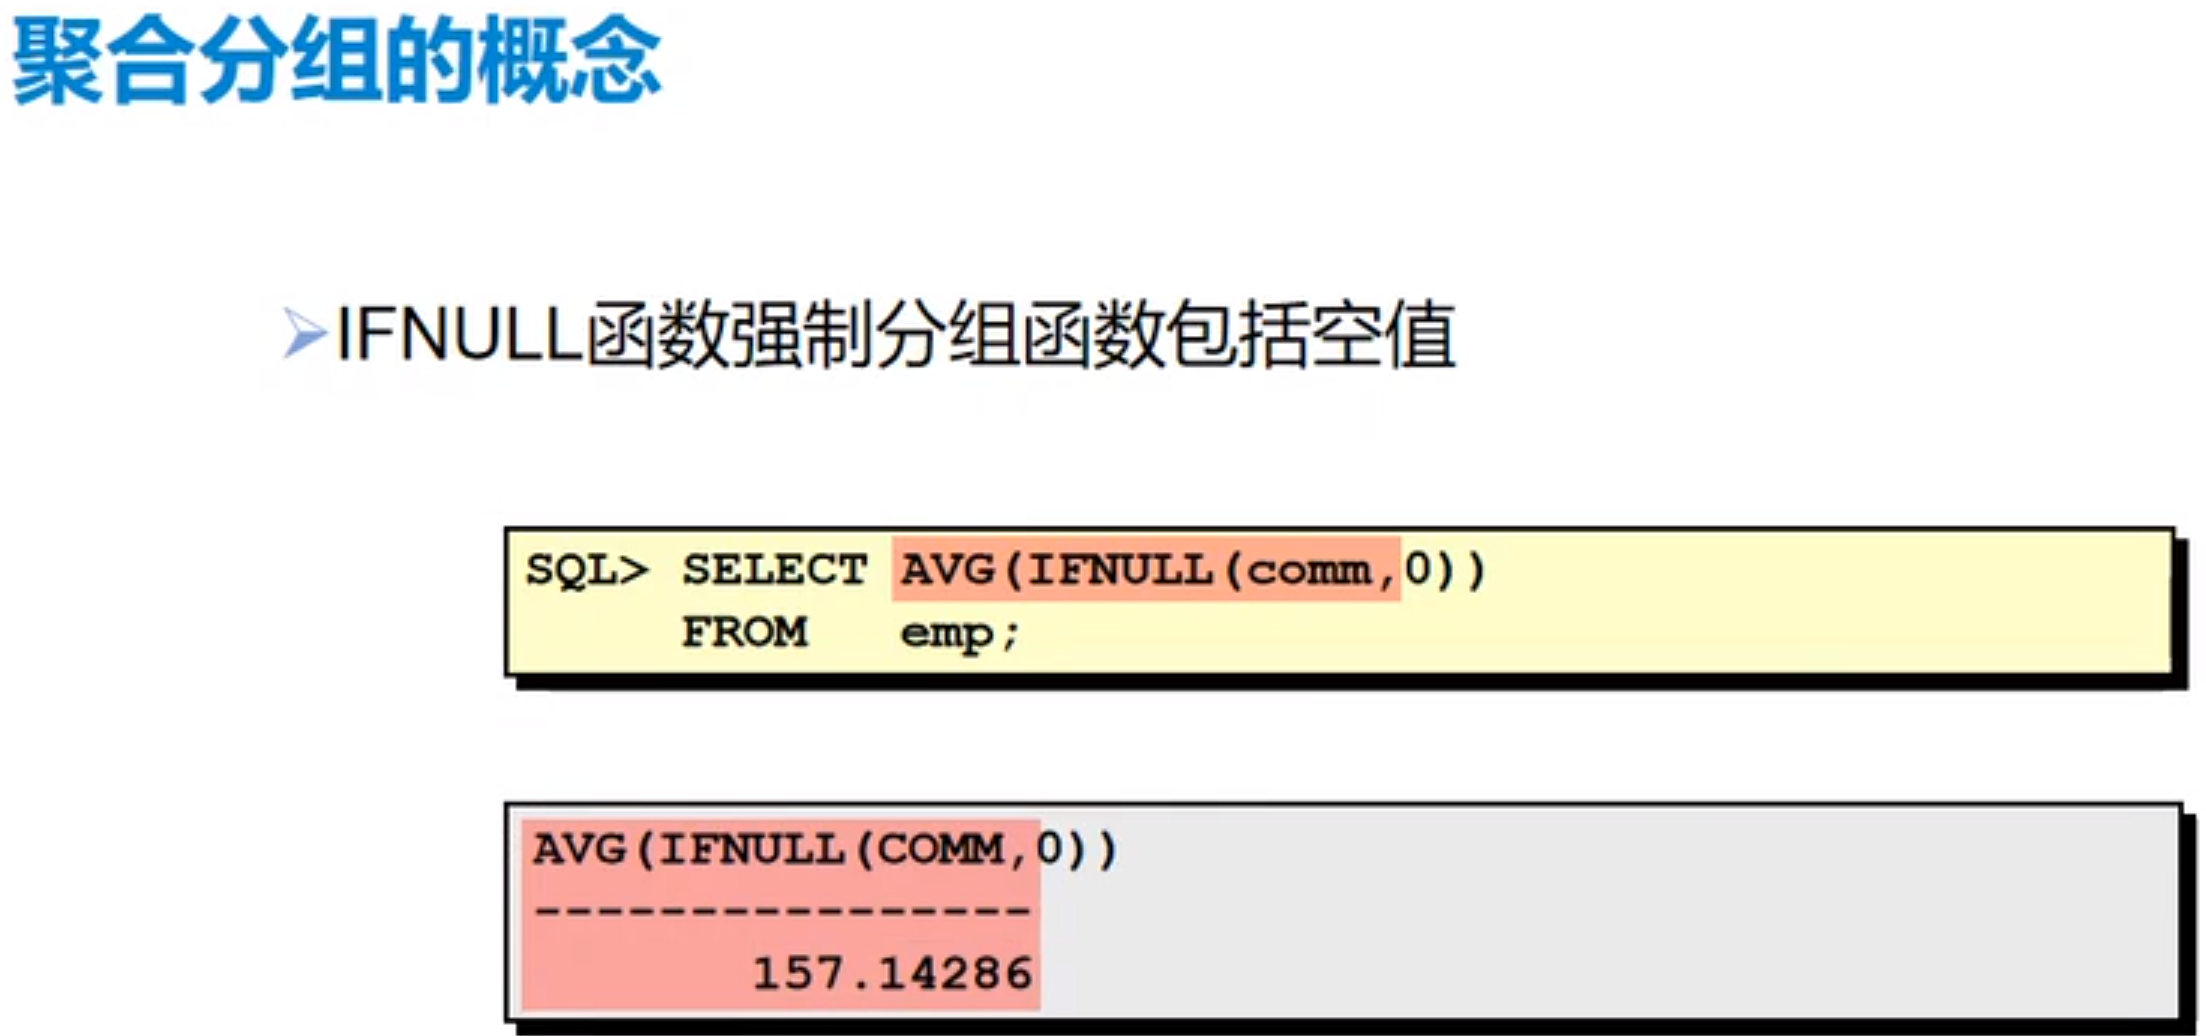 聚合分组的概念
➢IFNULL函数强制分组函数包括空值
SQL> SELECT AVG(IFNULL(comm,0))
FROM emp;
AVG(IFNULL(COMM,0))
----------------
157.14286